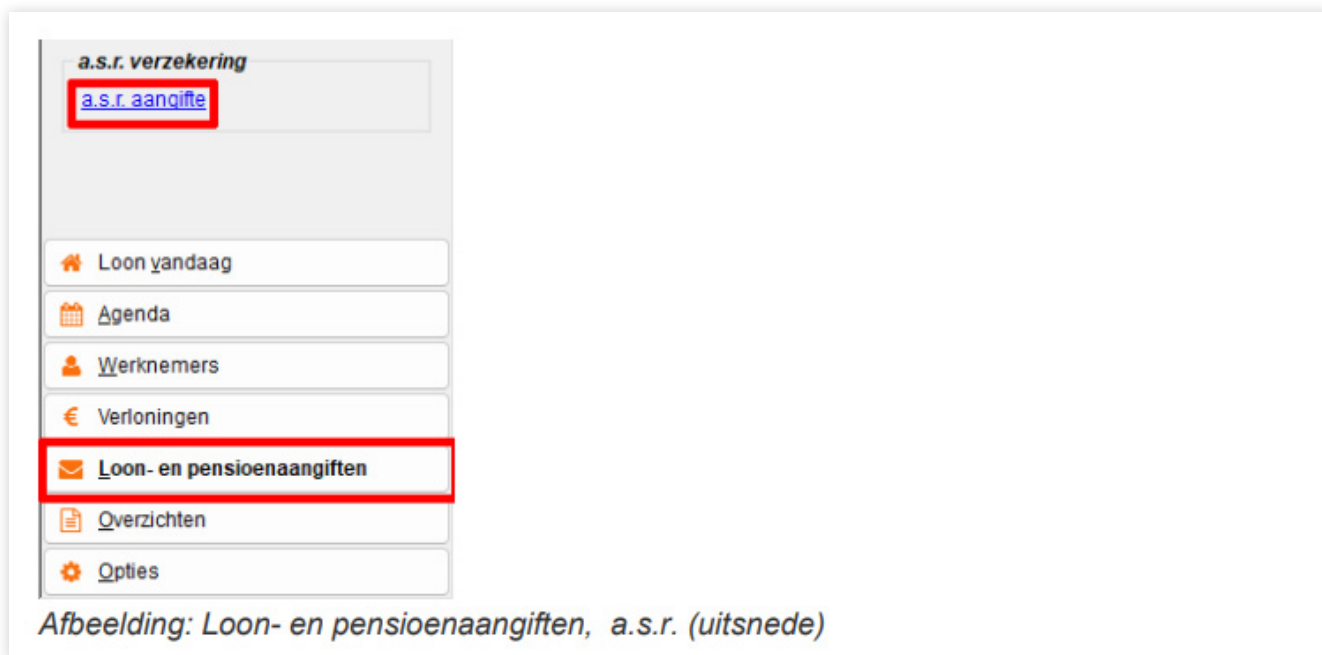 a.s.r. verzekering
a.s.r. aangifte
Loon vandaag
Agenda
Werknemers
€ Verloningen
Loon- en pensioenaangiften
Overzichten
Opties
Afbeelding: Loon- en pensioenaangiften, a.s.r. (uitsnede)